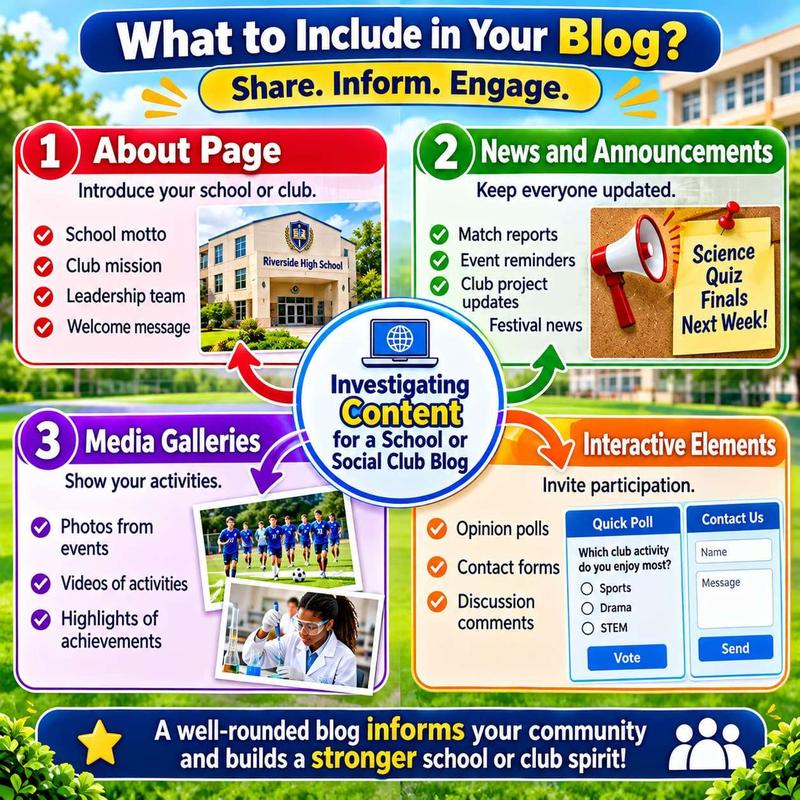 What to Include in Your Blog?
Share. Inform. Engage.
1 About Page
Introduce your school or club.
School motto
Club mission
Leadership team
Welcome message
Riverside High School
2 News and Announcements
Keep everyone updated.
Match reports
Event reminders
Club project
updates
Festival news
Science
Quiz
Finals
Next Week!
Investigating
Content
for a School or
Social Club Blog
3 Media Galleries
Show your activities.
Photos from
events
Videos of activities
Highlights of
achievements
Interactive Elements
Invite participation.
Opinion polls
Contact forms
Discussion
comments
Quick Poll
Which club activity
do you enjoy most?
Sports
Drama
STEM
Vote
Contact Us
Name
Message
Send
A well-rounded blog informs your community
and builds a stronger school or club spirit!